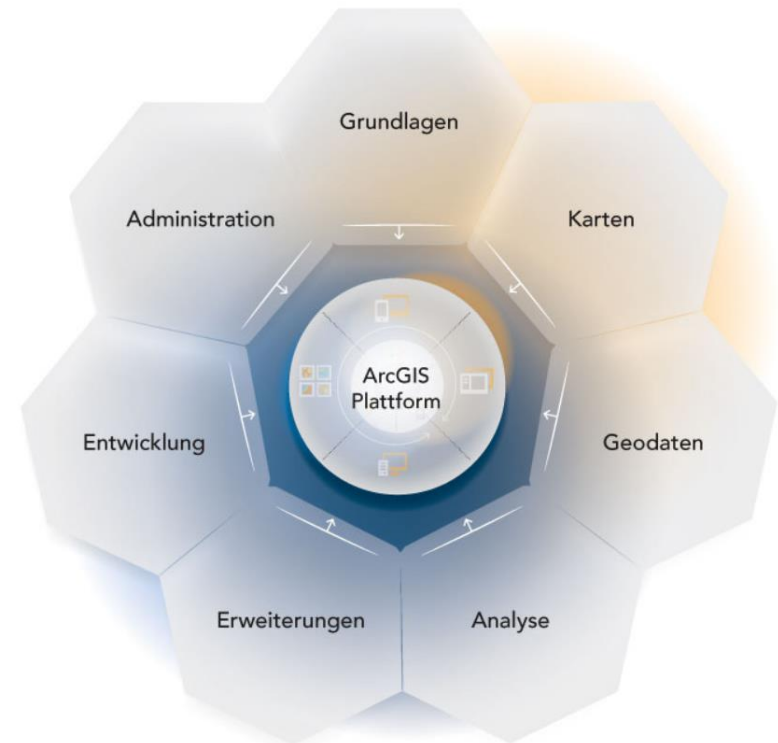 Grundlagen
Administration
Karten
ArcGIS
Plattform
Entwicklung
Geodaten
Erweiterungen
Analyse